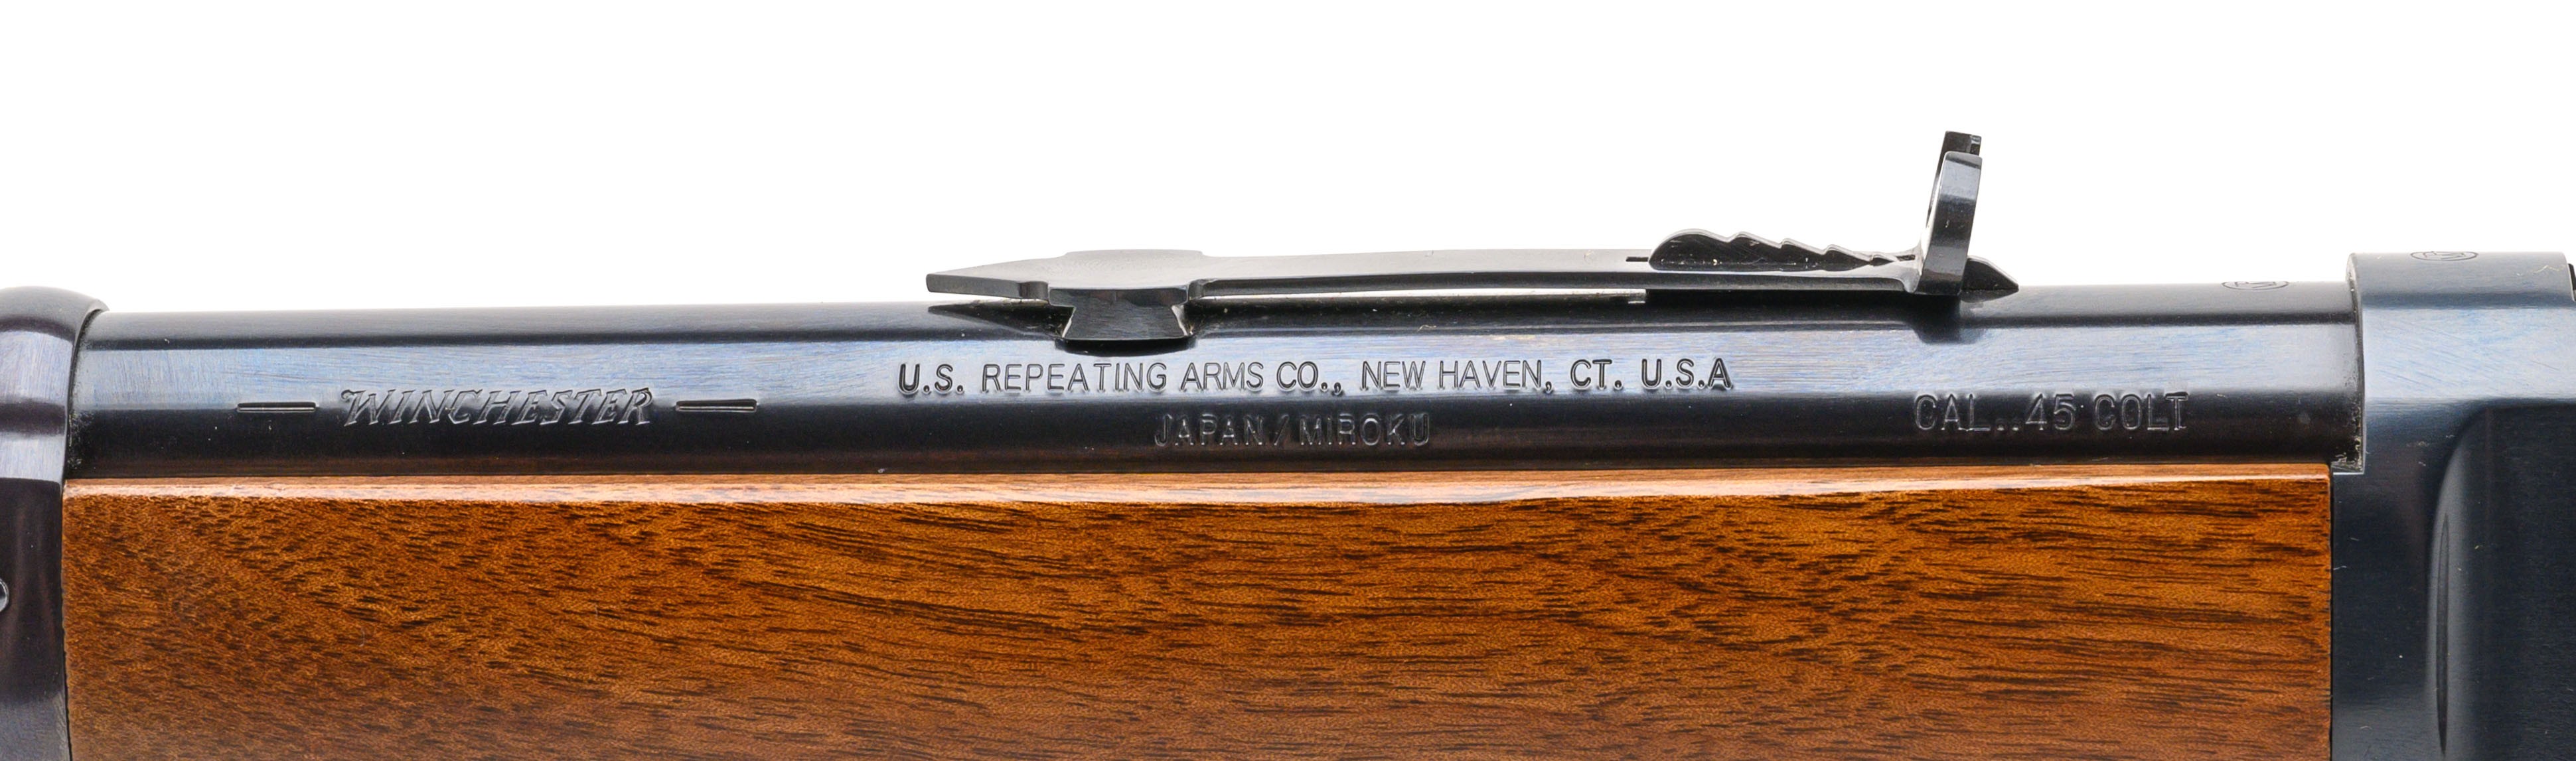 WINCHESTER
U.S. REPEATING ARMS CO., NEW HAVEN, CT. U.S.A
JAPAN/MIROKU
CAL..45 COLT